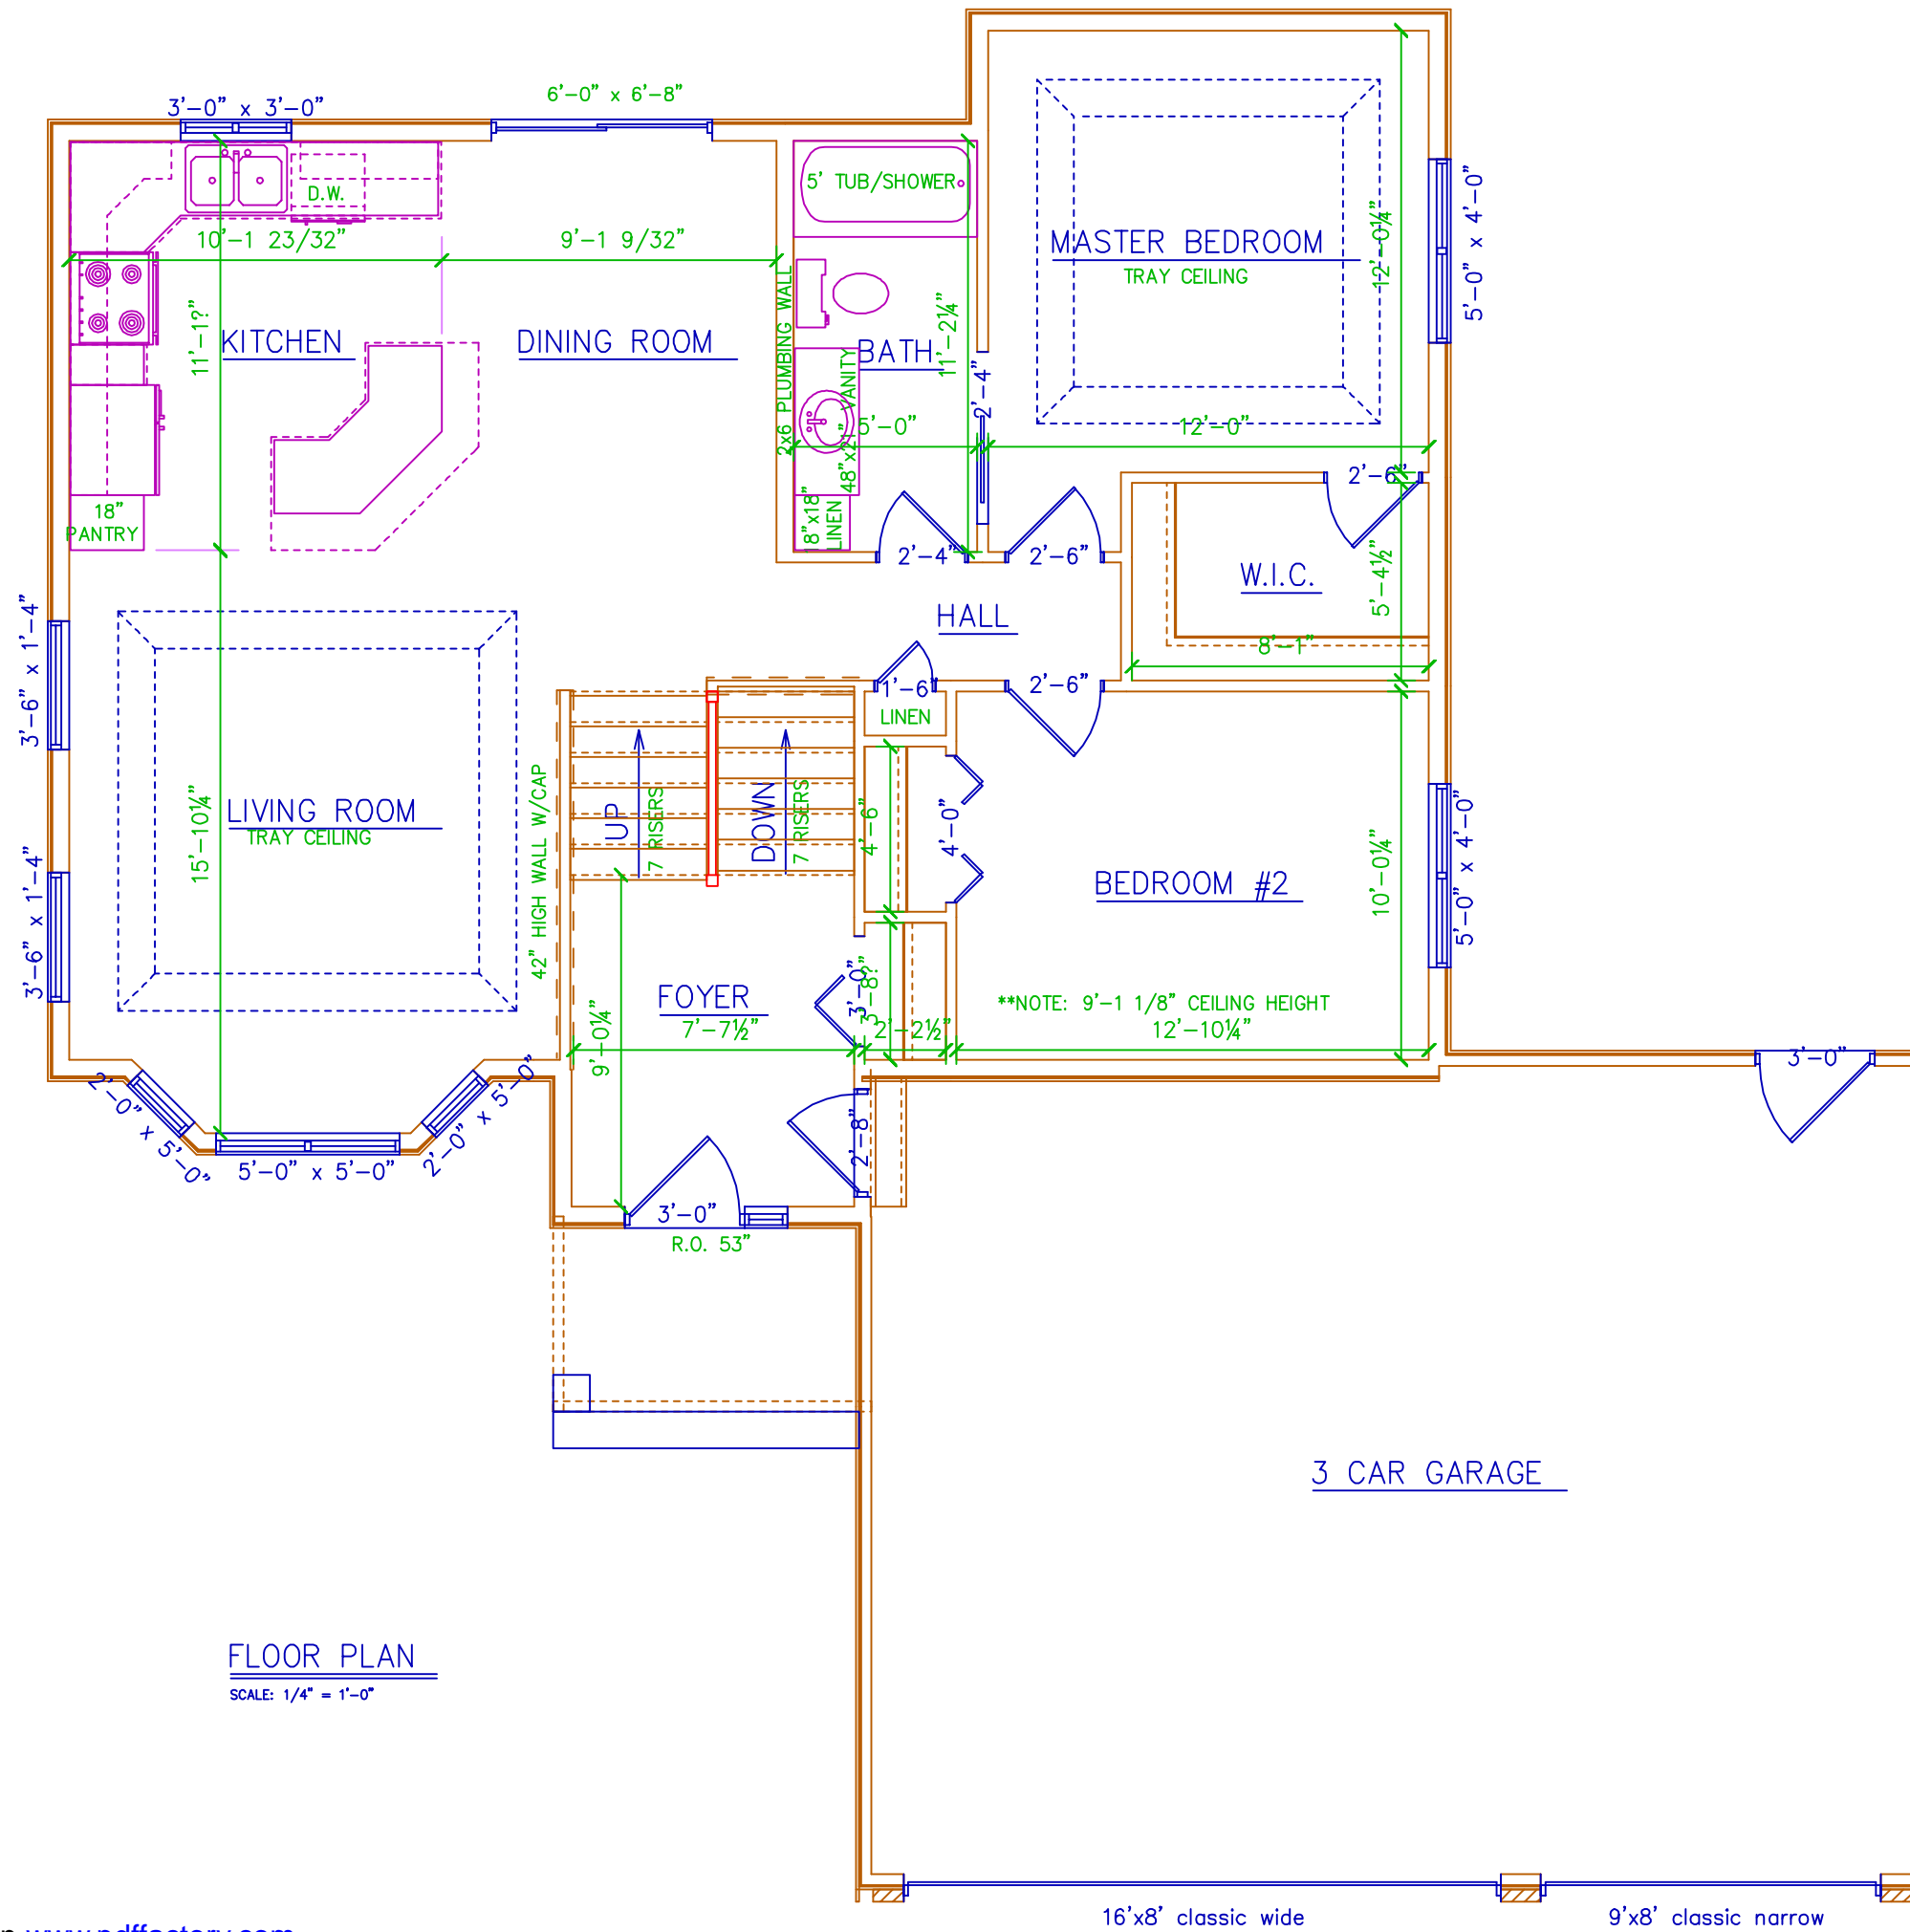 3'-0" x 3'-0"
6'-0" x 6'-8"
5' TUB/SHOWER
D.W.
10'-1 23/32"
9'-1 9/32"
MASTER BEDROOM
TRAY CEILING
12'-0¼"
5'-0" x 4'-0"
11'-1?"
KITCHEN
DINING ROOM
2x6 PLUMBING WALL
BATH
11'-2¼"
48"x21" VANITY
2'-4"
5'-0"
12'-0"
2'-6"
18"
PANTRY
18"x18"
LINEN
2'-4"
2'-6"
W.I.C.
5'-4½"
HALL
8'-1"
3'-6" x 1'-4"
1'-6"
LINEN
2'-6"
LIVING ROOM
TRAY CEILING
15'-10¼"
42" HIGH WALL W/CAP
UP
7 RISERS
DOWN
7 RISERS
4'-6"
4'-0"
BEDROOM #2
10'-0¼"
5'-0" x 4'-0"
3'-6" x 1'-4"
FOYER
7'-7½"
9'-0¼"
3'-0"
3'-8?"
2'-2½"
**NOTE: 9'-1 1/8" CEILING HEIGHT
12'-10¼"
3'-0"
2'-0" x 5'-0"
5'-0" x 5'-0"
2'-0" x 5'-0"
2'-8"
3'-0"
R.O. 53"
3 CAR GARAGE
FLOOR PLAN
SCALE: 1/4" = 1'-0"
16'x8' classic wide
9'x8' classic narrow